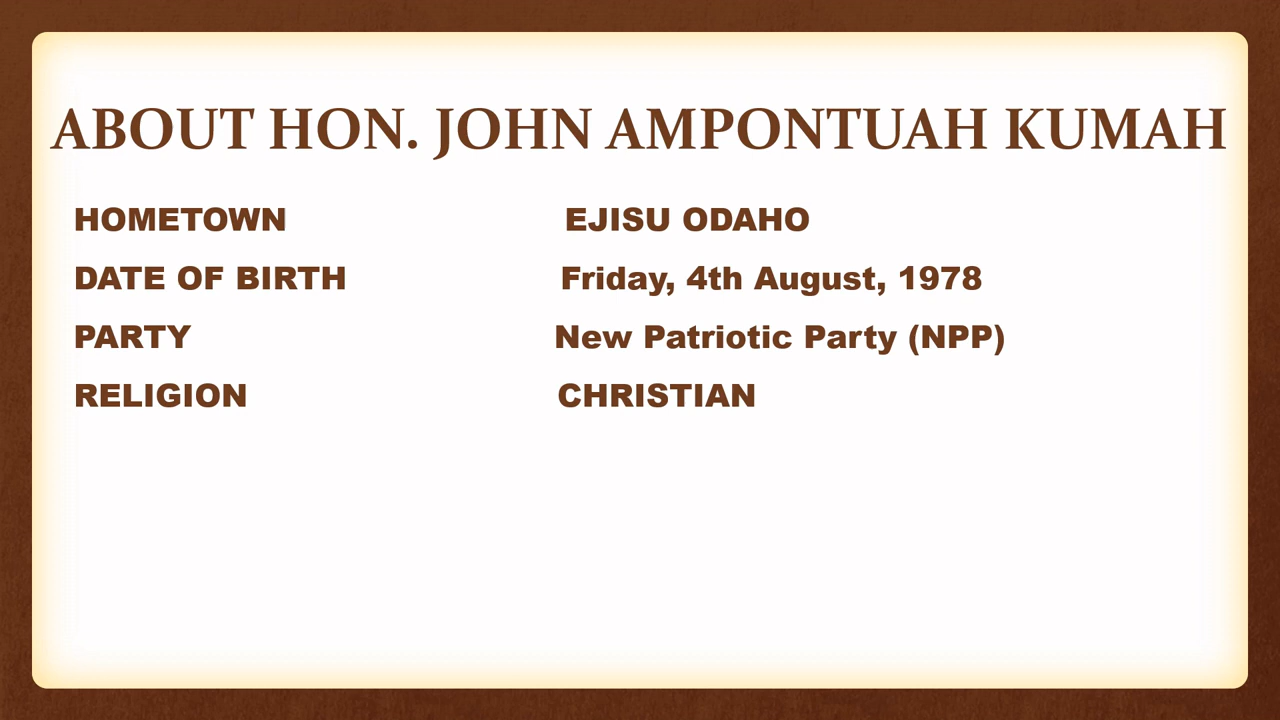 ABOUT HON. JOHN AMPONTUAH KUMAH
HOMETOWN EJISU ODAHO
DATE OF BIRTH Friday, 4th August, 1978
PARTY New Patriotic Party (NPP)
RELIGION CHRISTIAN